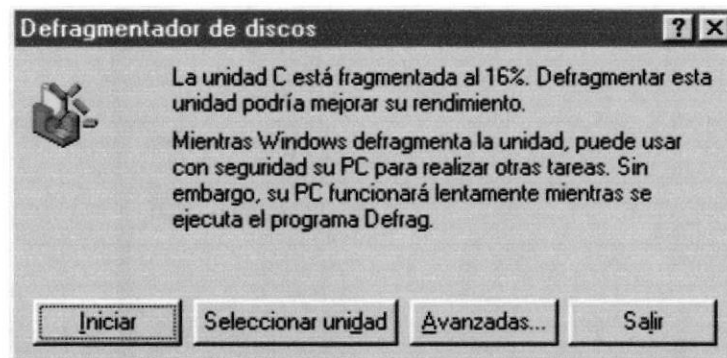 Defragmentador de discos
La unidad C está fragmentada al 16%. Defragmentar esta
unidad podría mejorar su rendimiento.
Mientras Windows defragmenta la unidad, puede usar
con seguridad su PC para realizar otras tareas. Sin
embargo, su PC funcionará lentamente mientras se
ejecuta el programa Defrag.
Iniciar Seleccionar unidad Avanzadas... Salir